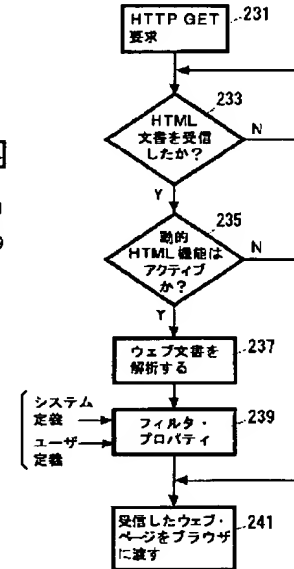 HTTP GET
要求
231
233
HTML
文書を受信
したか？
N
Y
235
動的
HTML機能は
アクティブ
か？
N
Y
ウェブ文書を
解析する
237
システム
定義
ユーザ
定義
フィルタ・
プロパティ
239
受信したウェブ・
ページをブラウザ
に渡す
241